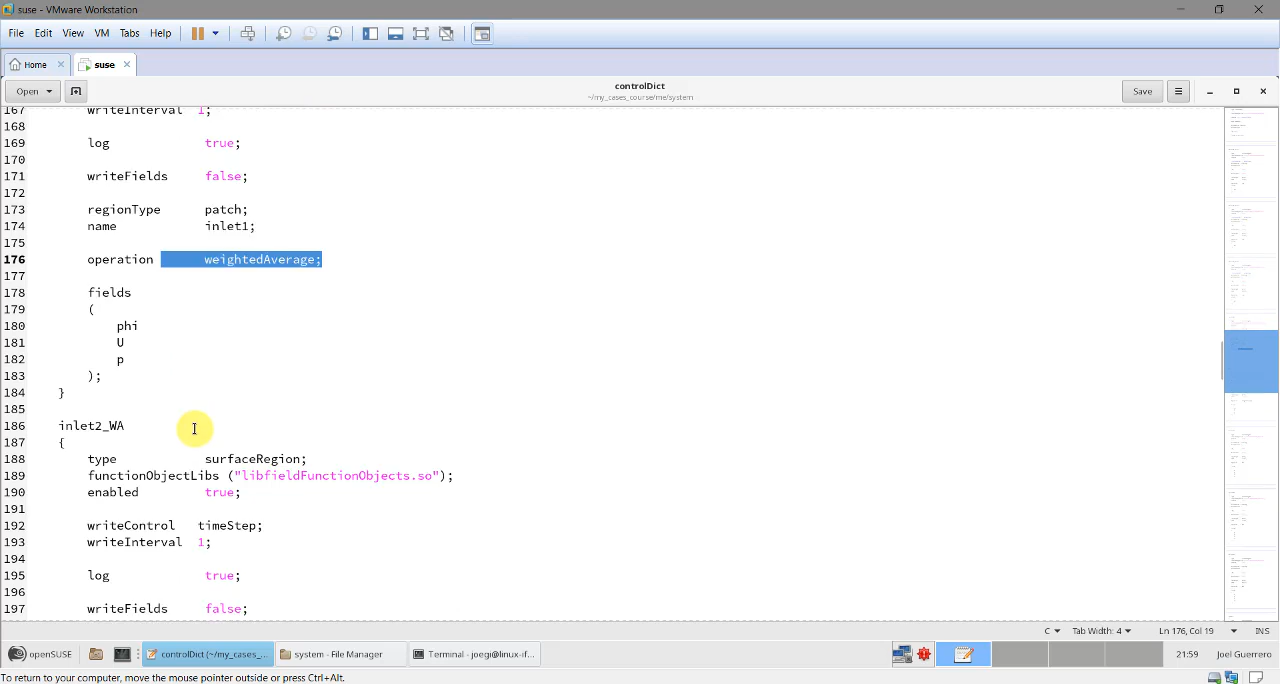 suse - VMware Workstation
File Edit View VM Tabs Help
Home suse
Open controlDict Save
~/my_cases_course/me/system
167 writeInterval 1;
168
169 log true;
170
171 writeFields false;
172
173 regionType patch;
174 name inlet1;
175
176 operation weightedAverage;
177
178 fields
179 (
180 phi
181 U
182 p
183 );
184 }
185
186 inlet2_WA
187 {
188 type surfaceRegion;
189 functionObjectLibs ("libfieldFunctionObjects.so");
190 enabled true;
191
192 writeControl timeStep;
193 writeInterval 1;
194
195 log true;
196
197 writeFields false;
C Tab Width: 4 Ln 176, Col 19 INS
openSUSE controlDict (~/my_cases_... system - File Manager Terminal - joegi@linux-if... 21:59 Joel Guerrero
To return to your computer, move the mouse pointer outside or press Ctrl+Alt.